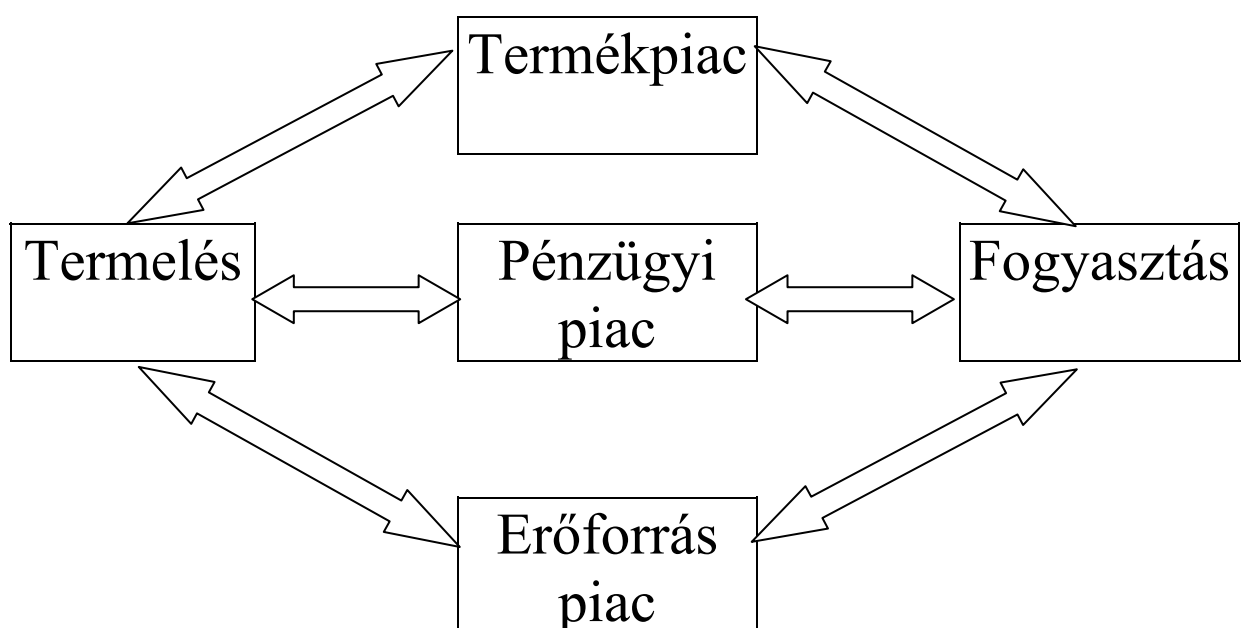 Termékpiac
Termelés
Pénzügyi
piac
Fogyasztás
Erőforrás
piac